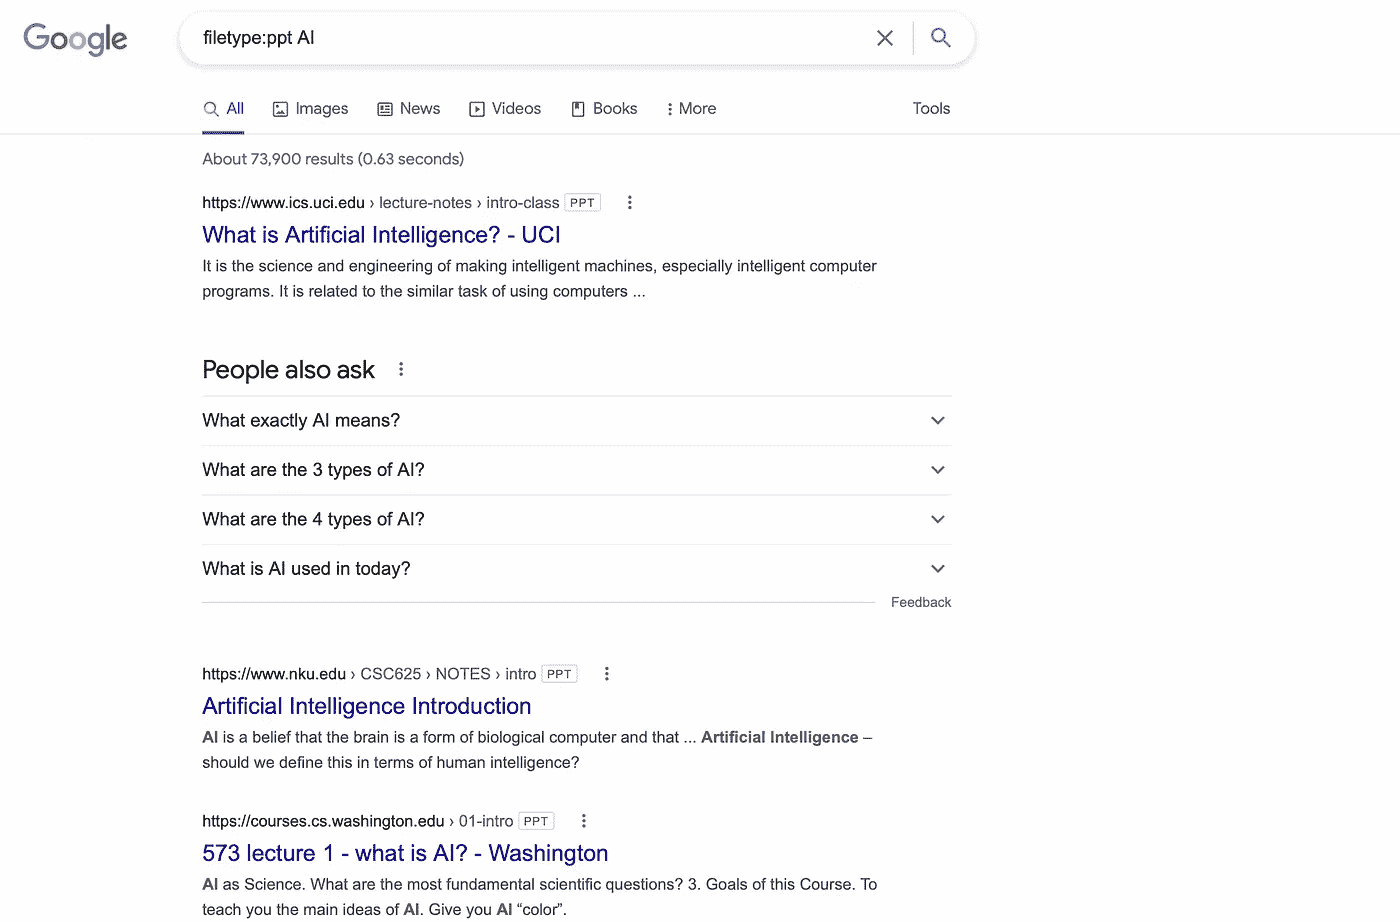 Google
filetype:ppt AI
All Images News Videos Books More Tools
About 73,900 results (0.63 seconds)
https://www.ics.uci.edu › lecture-notes › intro-class PPT
What is Artificial Intelligence? - UCI
It is the science and engineering of making intelligent machines, especially intelligent computer
programs. It is related to the similar task of using computers ...
People also ask
What exactly AI means?
What are the 3 types of AI?
What are the 4 types of AI?
What is AI used in today?
Feedback
https://www.nku.edu › CSC625 › NOTES › intro PPT
Artificial Intelligence Introduction
AI is a belief that the brain is a form of biological computer and that ... Artificial Intelligence –
should we define this in terms of human intelligence?
https://courses.cs.washington.edu › 01-intro PPT
573 lecture 1 - what is AI? - Washington
AI as Science. What are the most fundamental scientific questions? 3. Goals of this Course. To
teach you the main ideas of AI. Give you AI “color”.